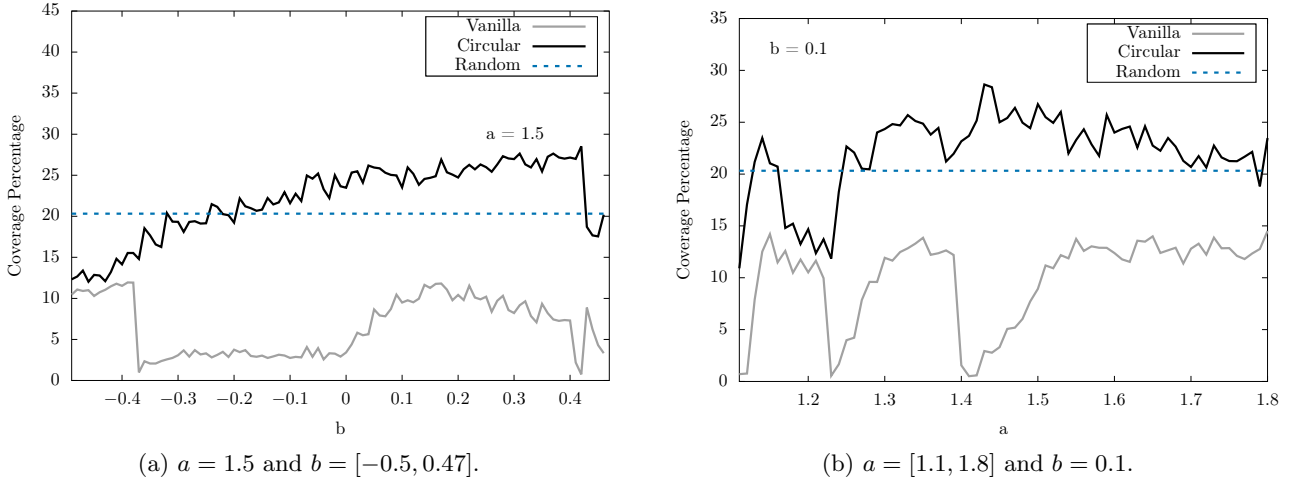 45
40
35
30
25
20
15
10
5
0
Coverage Percentage
Vanilla
Circular
Random
a = 1.5
−0.4 −0.3 −0.2 −0.1 0 0.1 0.2 0.3 0.4
b
(a) a = 1.5 and b = [−0.5, 0.47].
35
30
25
20
15
10
5
0
Coverage Percentage
b = 0.1
Vanilla
Circular
Random
1.2 1.3 1.4 1.5 1.6 1.7 1.8
a
(b) a = [1.1, 1.8] and b = 0.1.